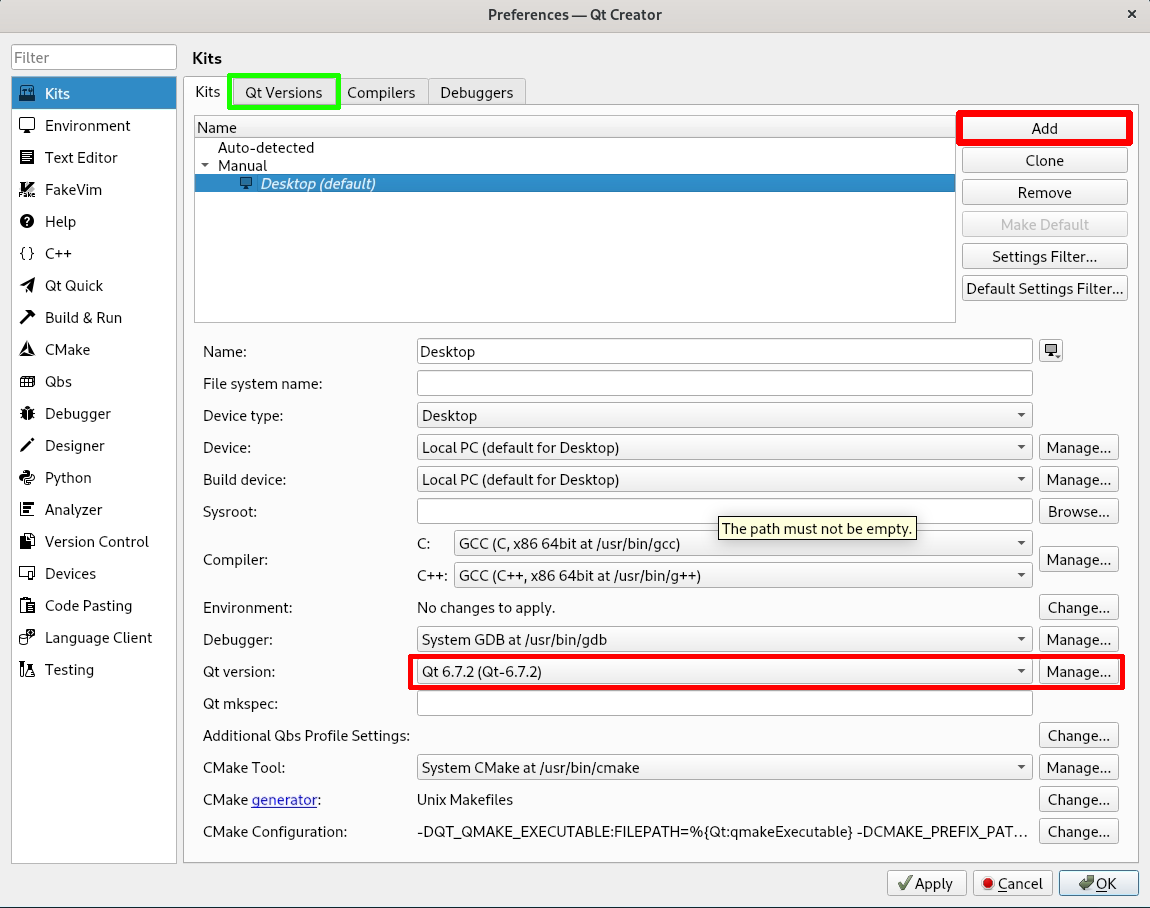 Preferences — Qt Creator
Filter
Kits
Environment
Text Editor
FakeVim
Help
C++
Qt Quick
Build & Run
CMake
Qbs
Debugger
Designer
Python
Analyzer
Version Control
Devices
Code Pasting
Language Client
Testing
Kits
Kits Qt Versions Compilers Debuggers
Name
Auto-detected
Manual
Desktop (default)
Add
Clone
Remove
Make Default
Settings Filter...
Default Settings Filter...
Name: Desktop
File system name:
Device type: Desktop
Device: Local PC (default for Desktop) Manage...
Build device: Local PC (default for Desktop) Manage...
Sysroot: Browse...
The path must not be empty.
Compiler: C: GCC (C, x86 64bit at /usr/bin/gcc) Manage...
C++: GCC (C++, x86 64bit at /usr/bin/g++)
Environment: No changes to apply. Change...
Debugger: System GDB at /usr/bin/gdb Manage...
Qt version: Qt 6.7.2 (Qt-6.7.2) Manage...
Qt mkspec:
Additional Qbs Profile Settings: Change...
CMake Tool: System CMake at /usr/bin/cmake Manage...
CMake generator: Unix Makefiles Change...
CMake Configuration: -DQT_QMAKE_EXECUTABLE:FILEPATH=%{Qt:qmakeExecutable} -DCMAKE_PREFIX_PAT... Change...
Apply Cancel OK